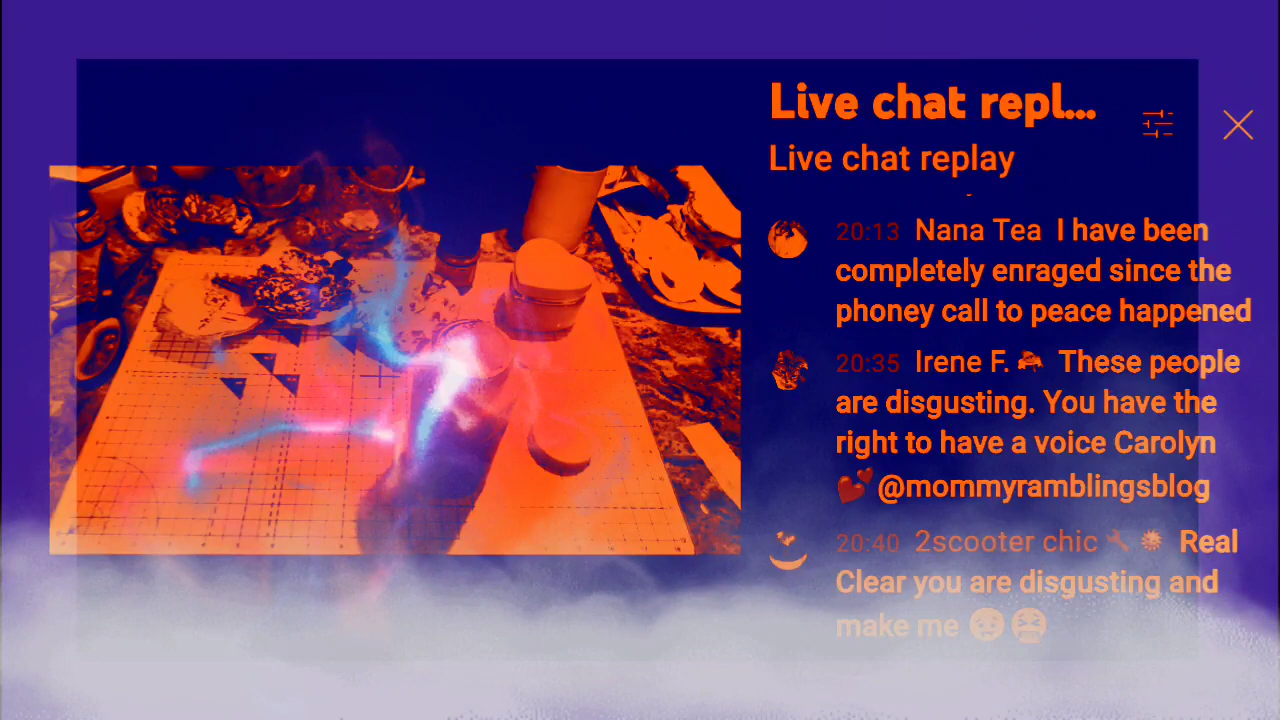 Live chat repl...
Live chat replay
20:13 Nana Tea I have been
completely enraged since the
phoney call to peace happened
20:35 Irene F. These people
are disgusting. You have the
right to have a voice Carolyn
💕 @mommyramblingsblog
20:40 2scooter chic 🔧 Real
Clear you are disgusting and
make me 😏🤮